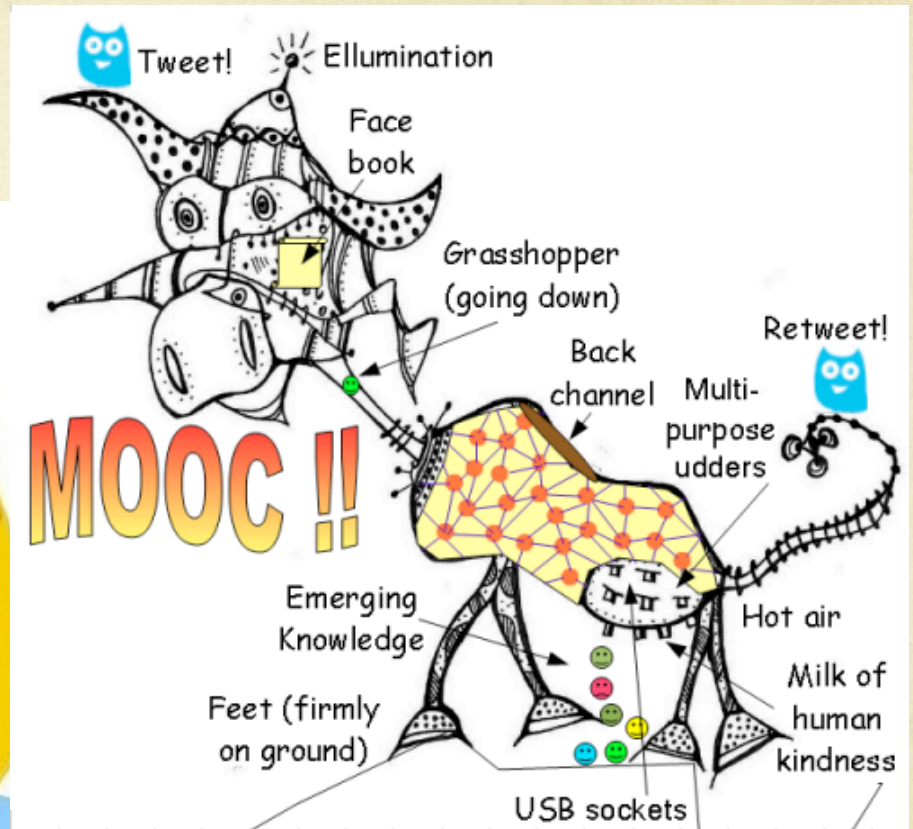 Tweet!
Ellumination
Face
book
Grasshopper
(going down)
Retweet!
Back
channel
Multi-
purpose
udders
MOOC !!
Emerging
Knowledge
Hot air
Feet (firmly
on ground)
Milk of
human
kindness
USB sockets